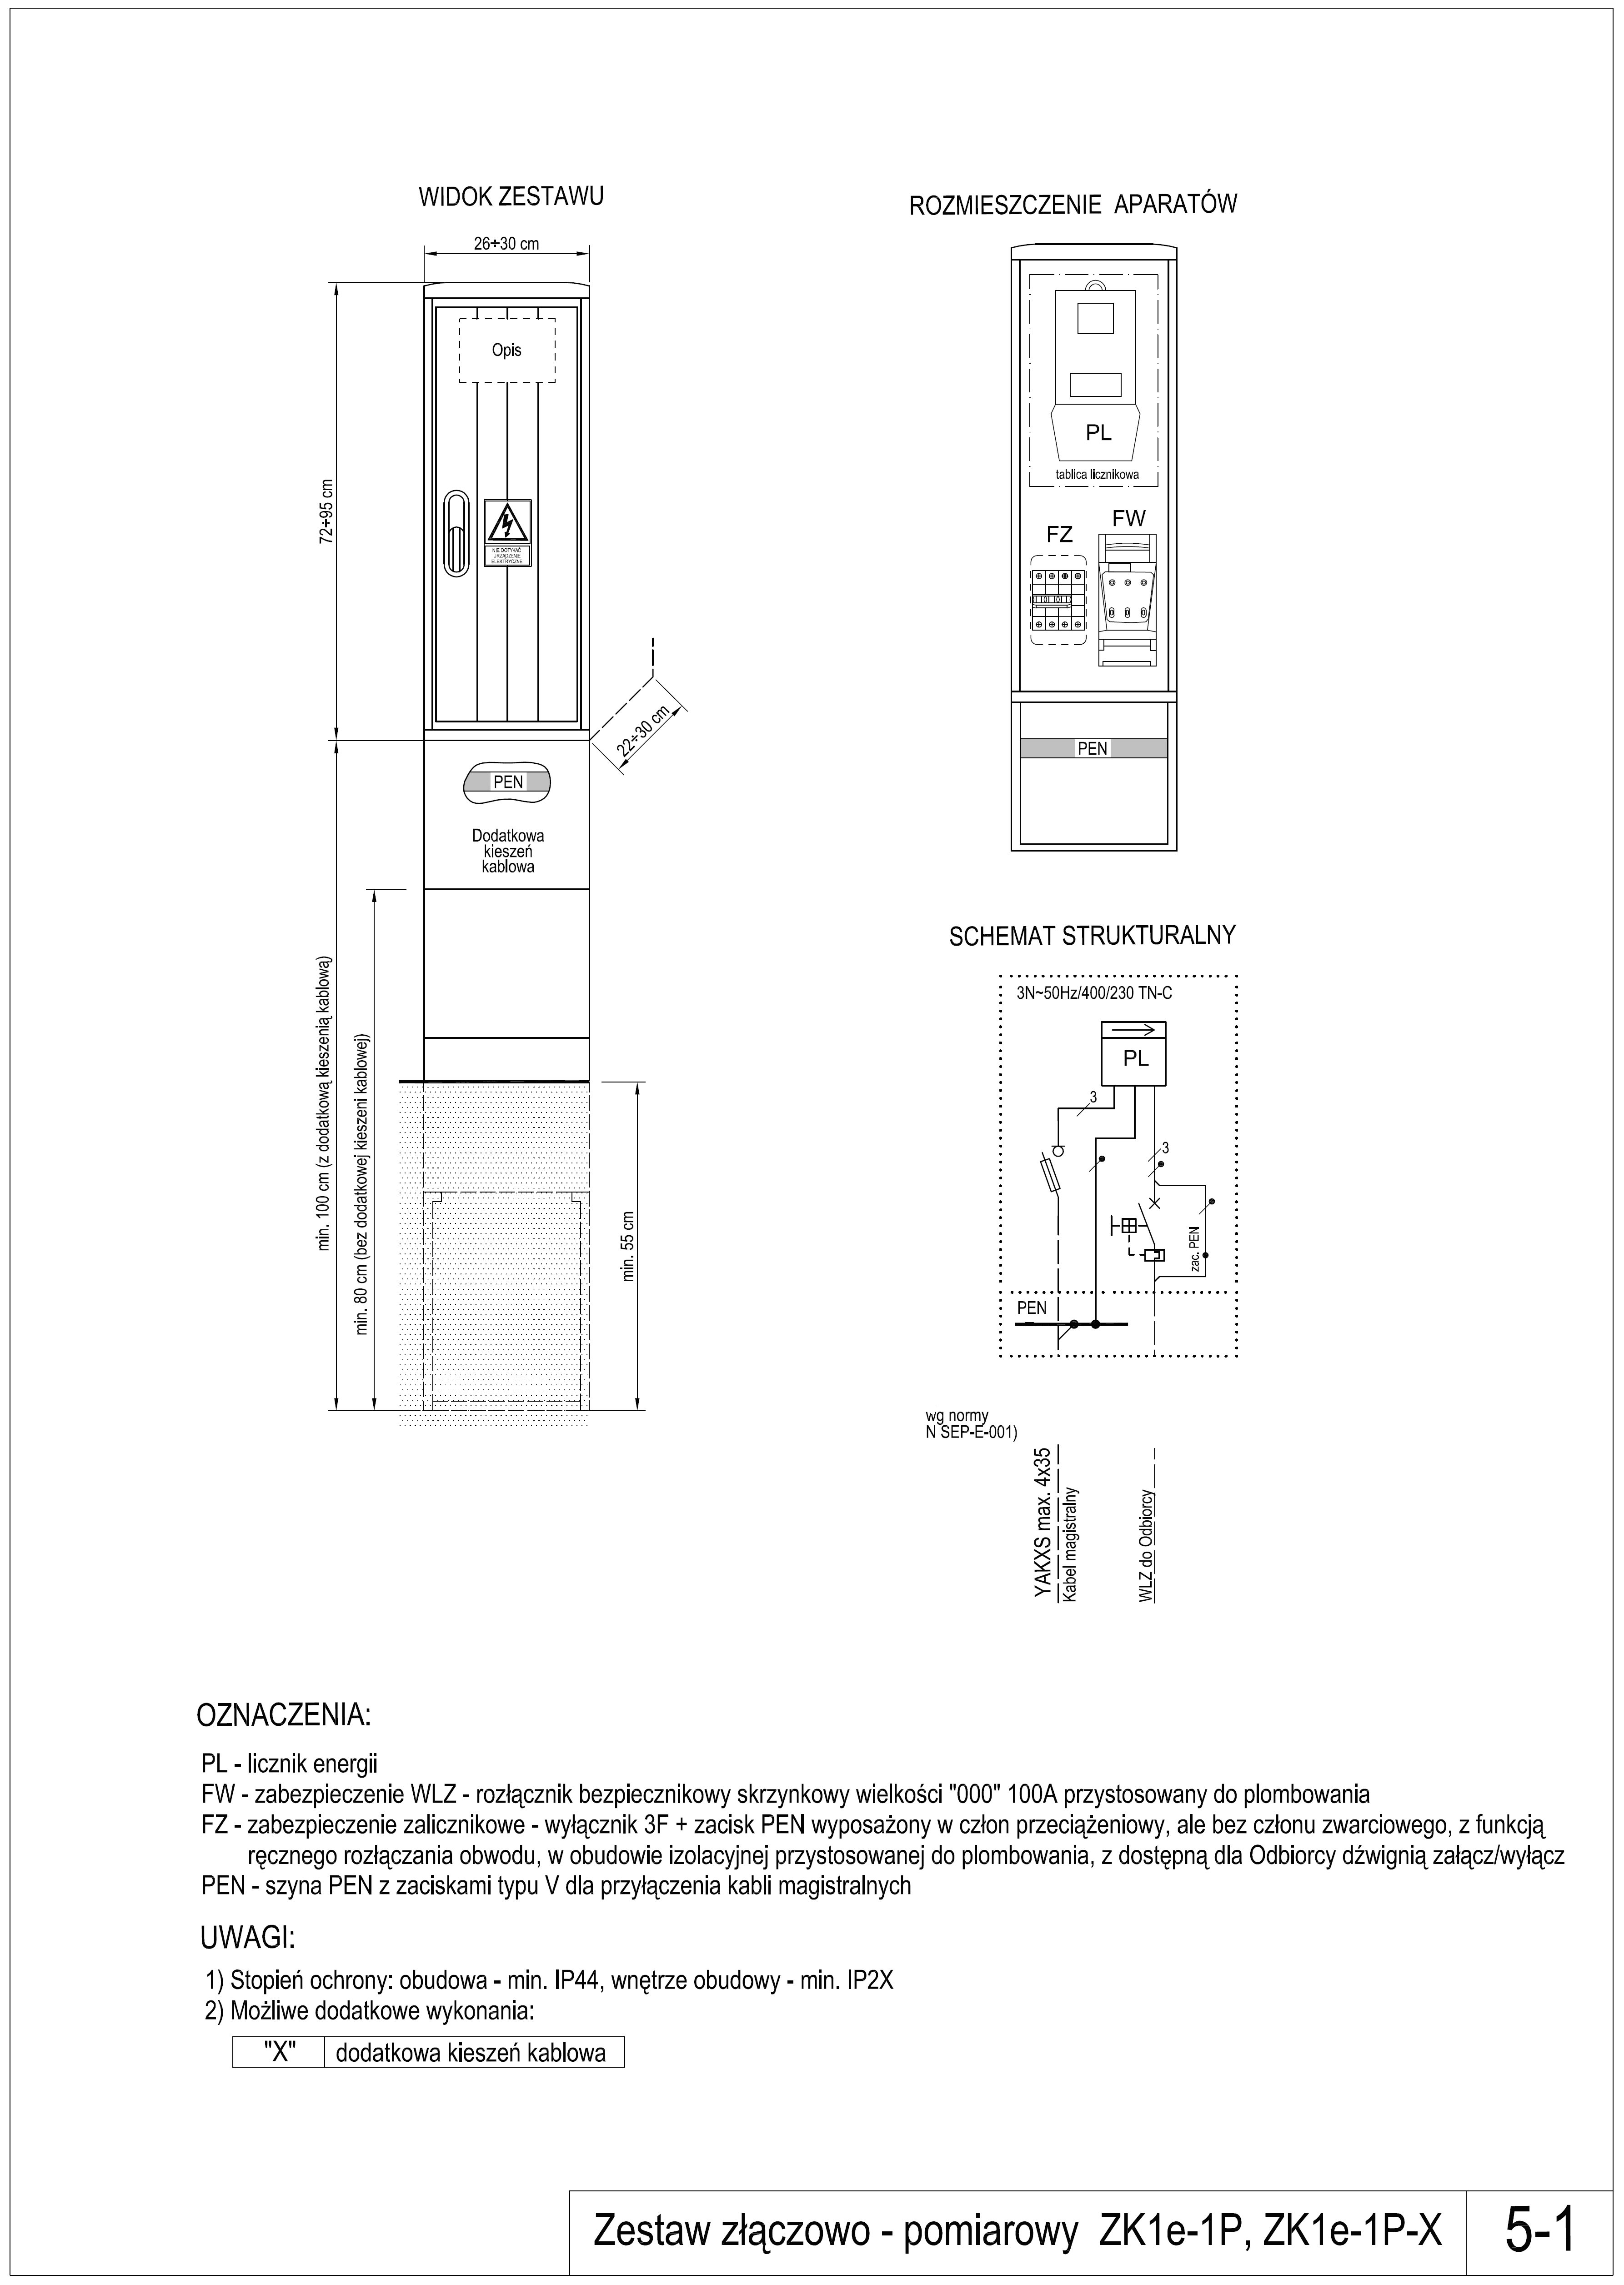 WIDOK ZESTAWU
26÷30 cm
Opis
72÷95 cm
NIE DOTYKAĆ
URZĄDZENIE
ELEKTRYCZNE
22÷30 cm
PEN
Dodatkowa
kieszeń
kablowa
min. 100 cm (z dodatkową kieszenią kablową)
min. 80 cm (bez dodatkowej kieszeni kablowej)
min. 55 cm
ROZMIESZCZENIE APARATÓW
PL
tablica licznikowa
FZ
FW
PEN
SCHEMAT STRUKTURALNY
3N~50Hz/400/230 TN-C
PL
3
3
zac. PEN
PEN
wg normy
N SEP-E-001)
YAKXS max. 4x35
Kabel magistralny
WLZ do Odbiorcy
OZNACZENIA:
PL - licznik energii
FW - zabezpieczenie WLZ - rozłącznik bezpiecznikowy skrzynkowy wielkości "000" 100A przystosowany do plombowania
FZ - zabezpieczenie zalicznikowe - wyłącznik 3F + zacisk PEN wyposażony w człon przeciążeniowy, ale bez członu zwarciowego, z funkcją
ręcznego rozłączania obwodu, w obudowie izolacyjnej przystosowanej do plombowania, z dostępną dla Odbiorcy dźwignią załącz/wyłącz
PEN - szyna PEN z zaciskami typu V dla przyłączenia kabli magistralnych
UWAGI:
1) Stopień ochrony: obudowa - min. IP44, wnętrze obudowy - min. IP2X
2) Możliwe dodatkowe wykonania:
"X" dodatkowa kieszeń kablowa
Zestaw złączowo - pomiarowy ZK1e-1P, ZK1e-1P-X
5-1